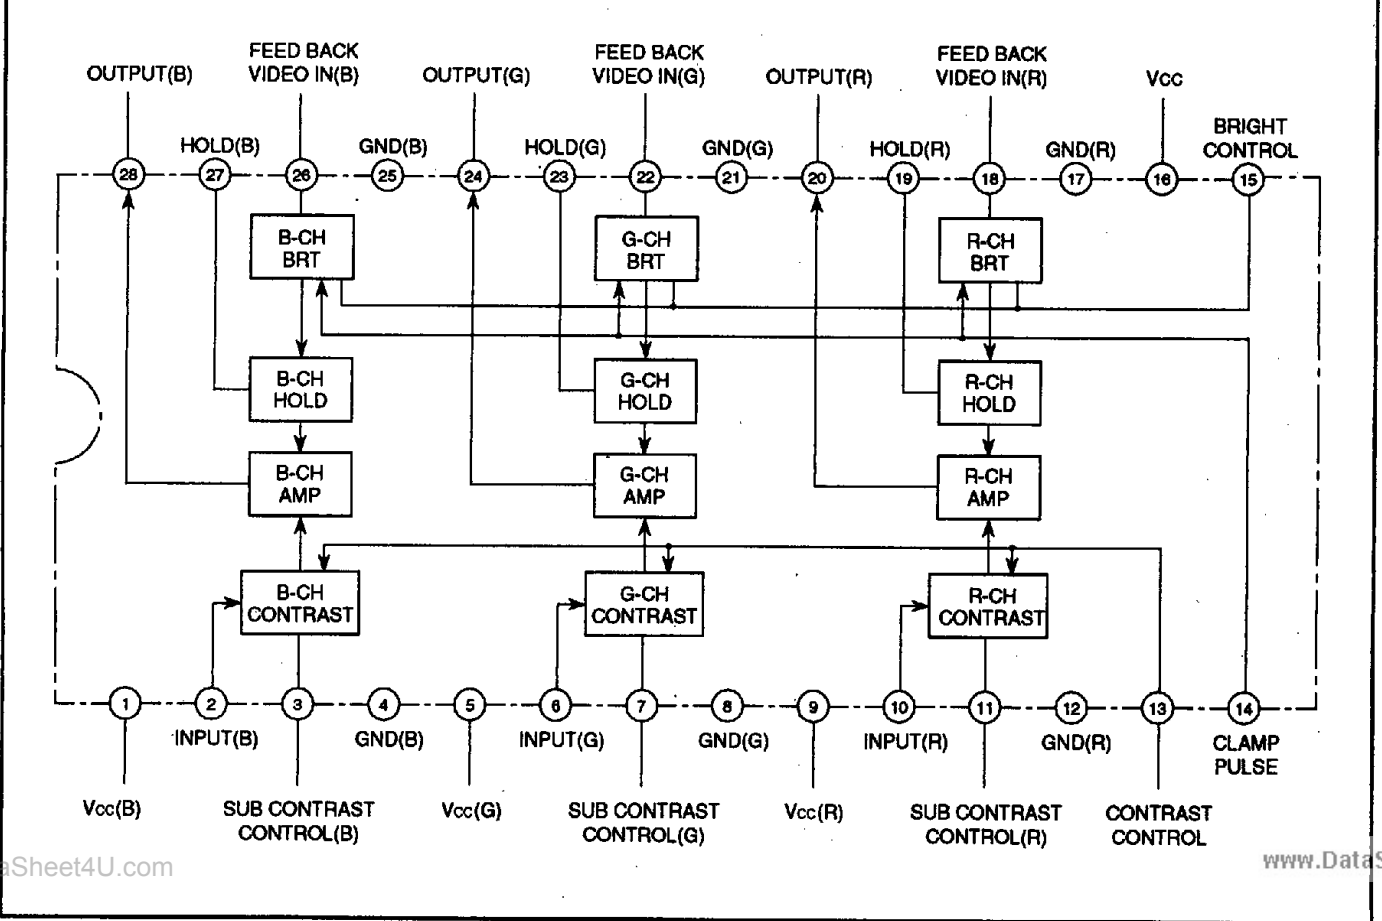 FEED BACK
VIDEO IN(B)
FEED BACK
VIDEO IN(G)
FEED BACK
VIDEO IN(R)
OUTPUT(B)
OUTPUT(G)
OUTPUT(R)
Vcc
HOLD(B)
GND(B)
HOLD(G)
GND(G)
HOLD(R)
GND(R)
BRIGHT
CONTROL
28 27 26 25 24 23 22 21 20 19 18 17 16 15
B-CH
BRT
G-CH
BRT
R-CH
BRT
B-CH
HOLD
G-CH
HOLD
R-CH
HOLD
B-CH
AMP
G-CH
AMP
R-CH
AMP
B-CH
CONTRAST
G-CH
CONTRAST
R-CH
CONTRAST
1 2 3 4 5 6 7 8 9 10 11 12 13 14
INPUT(B)
GND(B)
INPUT(G)
GND(G)
INPUT(R)
GND(R)
CLAMP
PULSE
Vcc(B)
SUB CONTRAST
CONTROL(B)
Vcc(G)
SUB CONTRAST
CONTROL(G)
Vcc(R)
SUB CONTRAST
CONTROL(R)
CONTRAST
CONTROL
aSheet4U.com
www.DataS